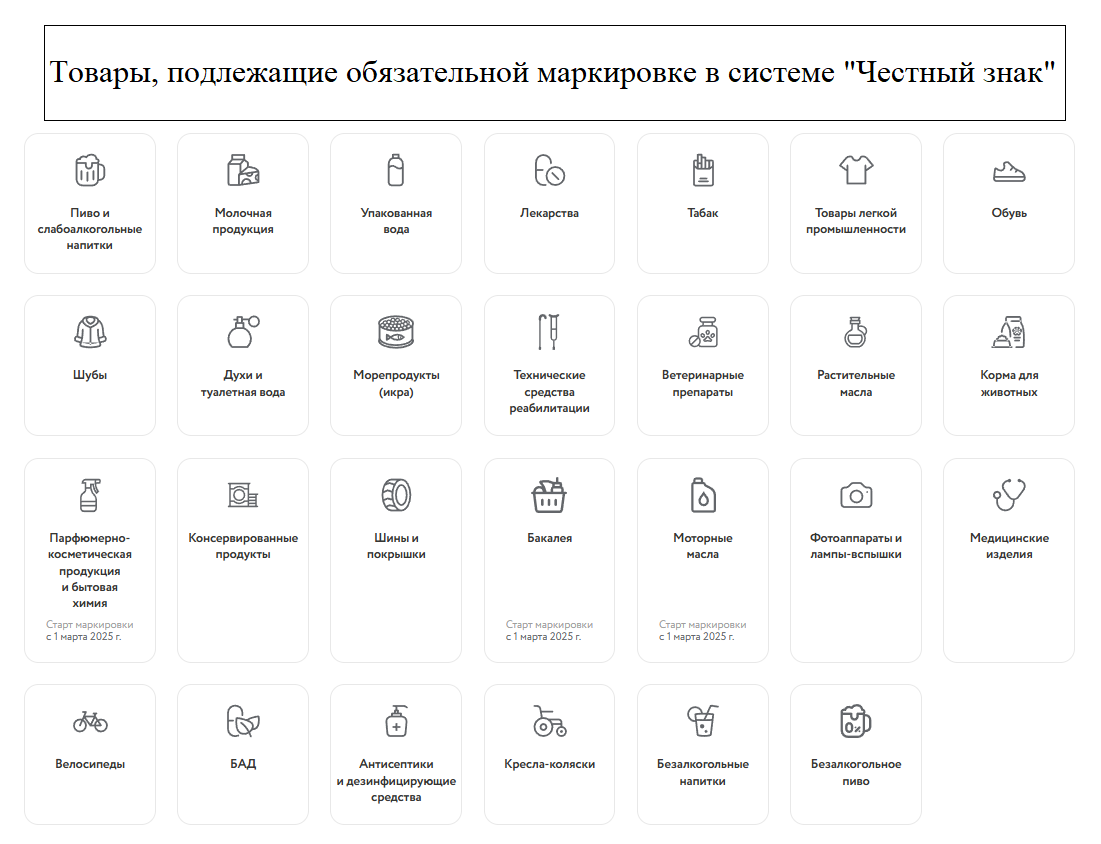 Товары, подлежащие обязательной маркировке в системе "Честный знак"
Пиво и
слабоалкогольные
напитки
Молочная
продукция
Упакованная
вода
Лекарства
Табак
Товары легкой
промышленности
Обувь
Шубы
Духи и
туалетная вода
Морепродукты
(икра)
Технические
средства
реабилитации
Ветеринарные
препараты
Растительные
масла
Корма для
животных
Парфюмерно-
косметическая
продукция
и бытовая
химия
Старт маркировки
с 1 марта 2025 г.
Консервированные
продукты
Шины и
покрышки
Бакалея
Старт маркировки
с 1 марта 2025 г.
Моторные
масла
Старт маркировки
с 1 марта 2025 г.
Фотоаппараты и
лампы-вспышки
Медицинские
изделия
Велосипеды
БАД
Антисептики
и дезинфицирующие
средства
Кресла-коляски
Безалкогольные
напитки
0%
Безалкогольное
пиво